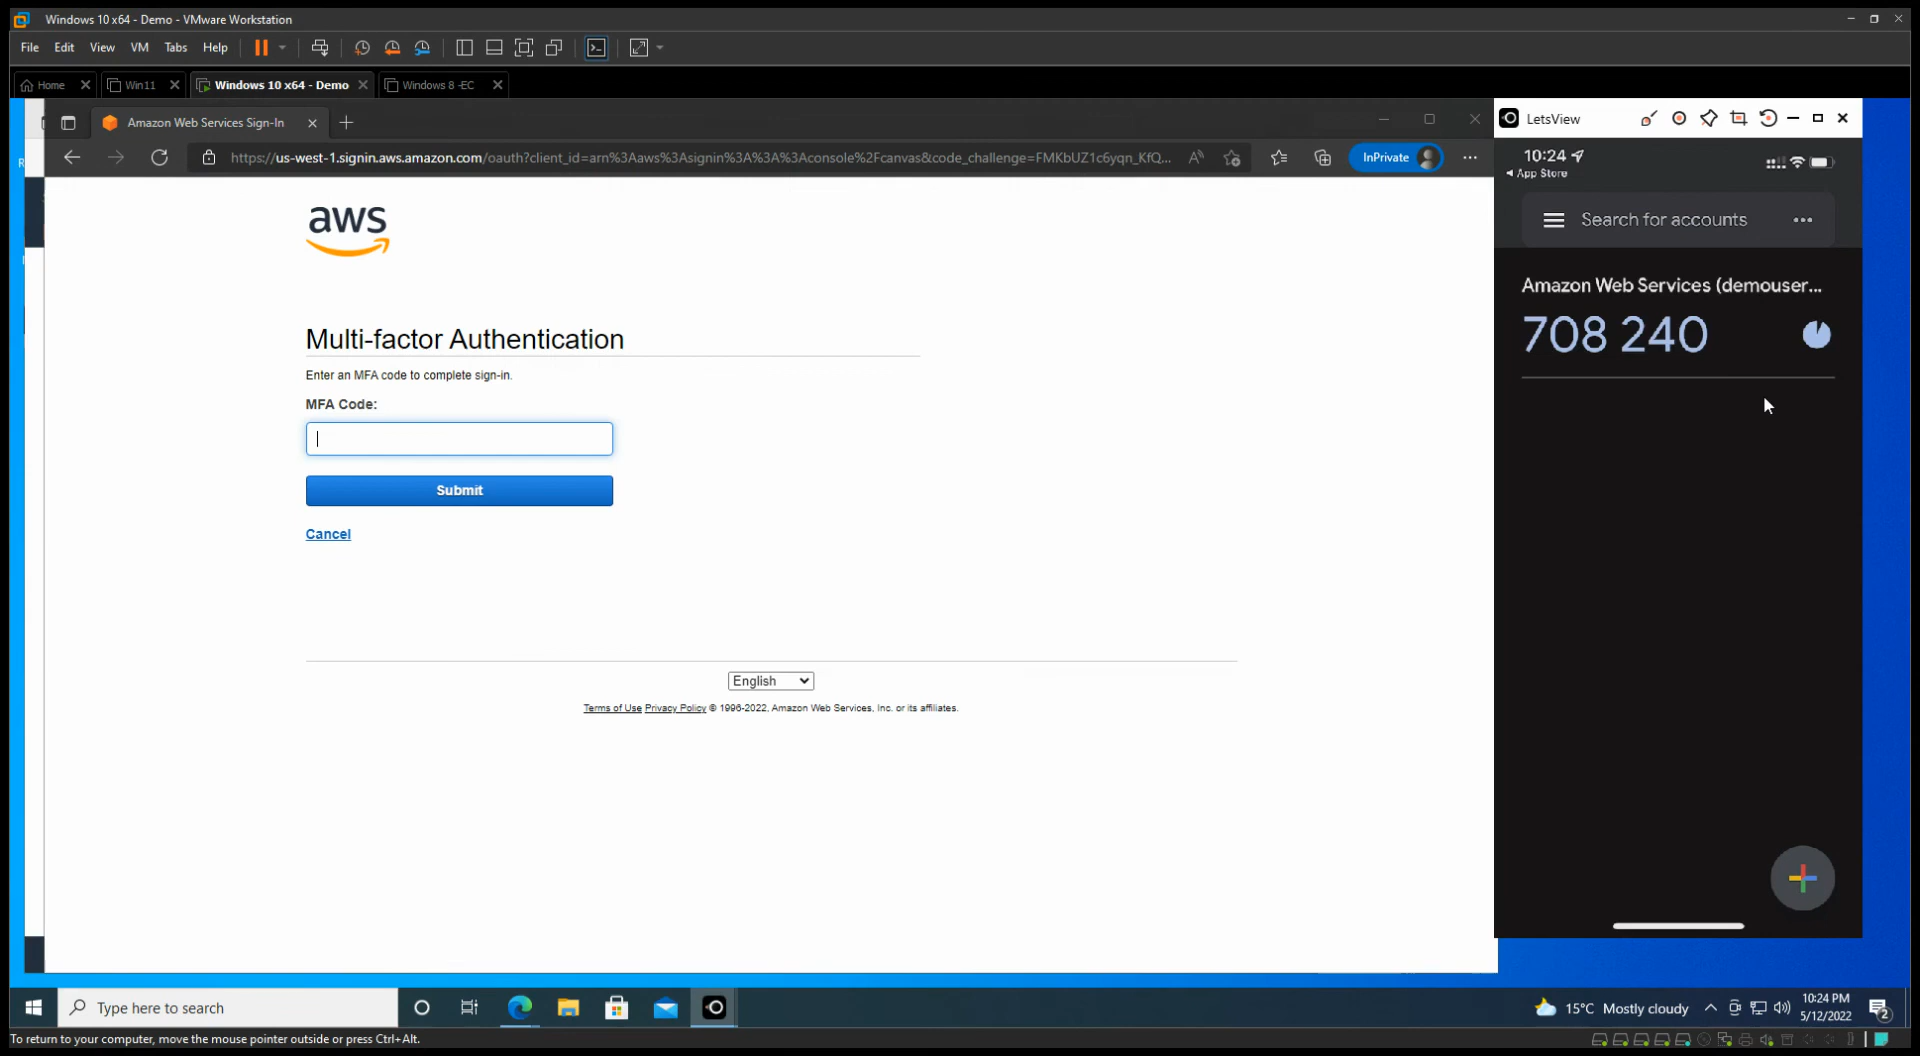 Windows 10 x64 - Demo - VMware Workstation
File Edit View VM Tabs Help
Home Win11 Windows 10 x64 - Demo Windows 8 -EC
Amazon Web Services Sign-In
https://us-west-1.signin.aws.amazon.com/oauth?client_id=arn%3Aaws%3Asignin%3A%3A%3Aconsole%2Fcanvas&code_challenge=FMKbUZ1c6yqn_KfQ...
InPrivate
aws
Multi-factor Authentication
Enter an MFA code to complete sign-in.
MFA Code:
Submit
Cancel
English
Terms of Use Privacy Policy © 1996-2022, Amazon Web Services, Inc. or its affiliates.
LetsView
10:24
App Store
Search for accounts
Amazon Web Services (demouser...
708 240
Type here to search
15°C Mostly cloudy
10:24 PM
5/12/2022
2
To return to your computer, move the mouse pointer outside or press Ctrl+Alt.